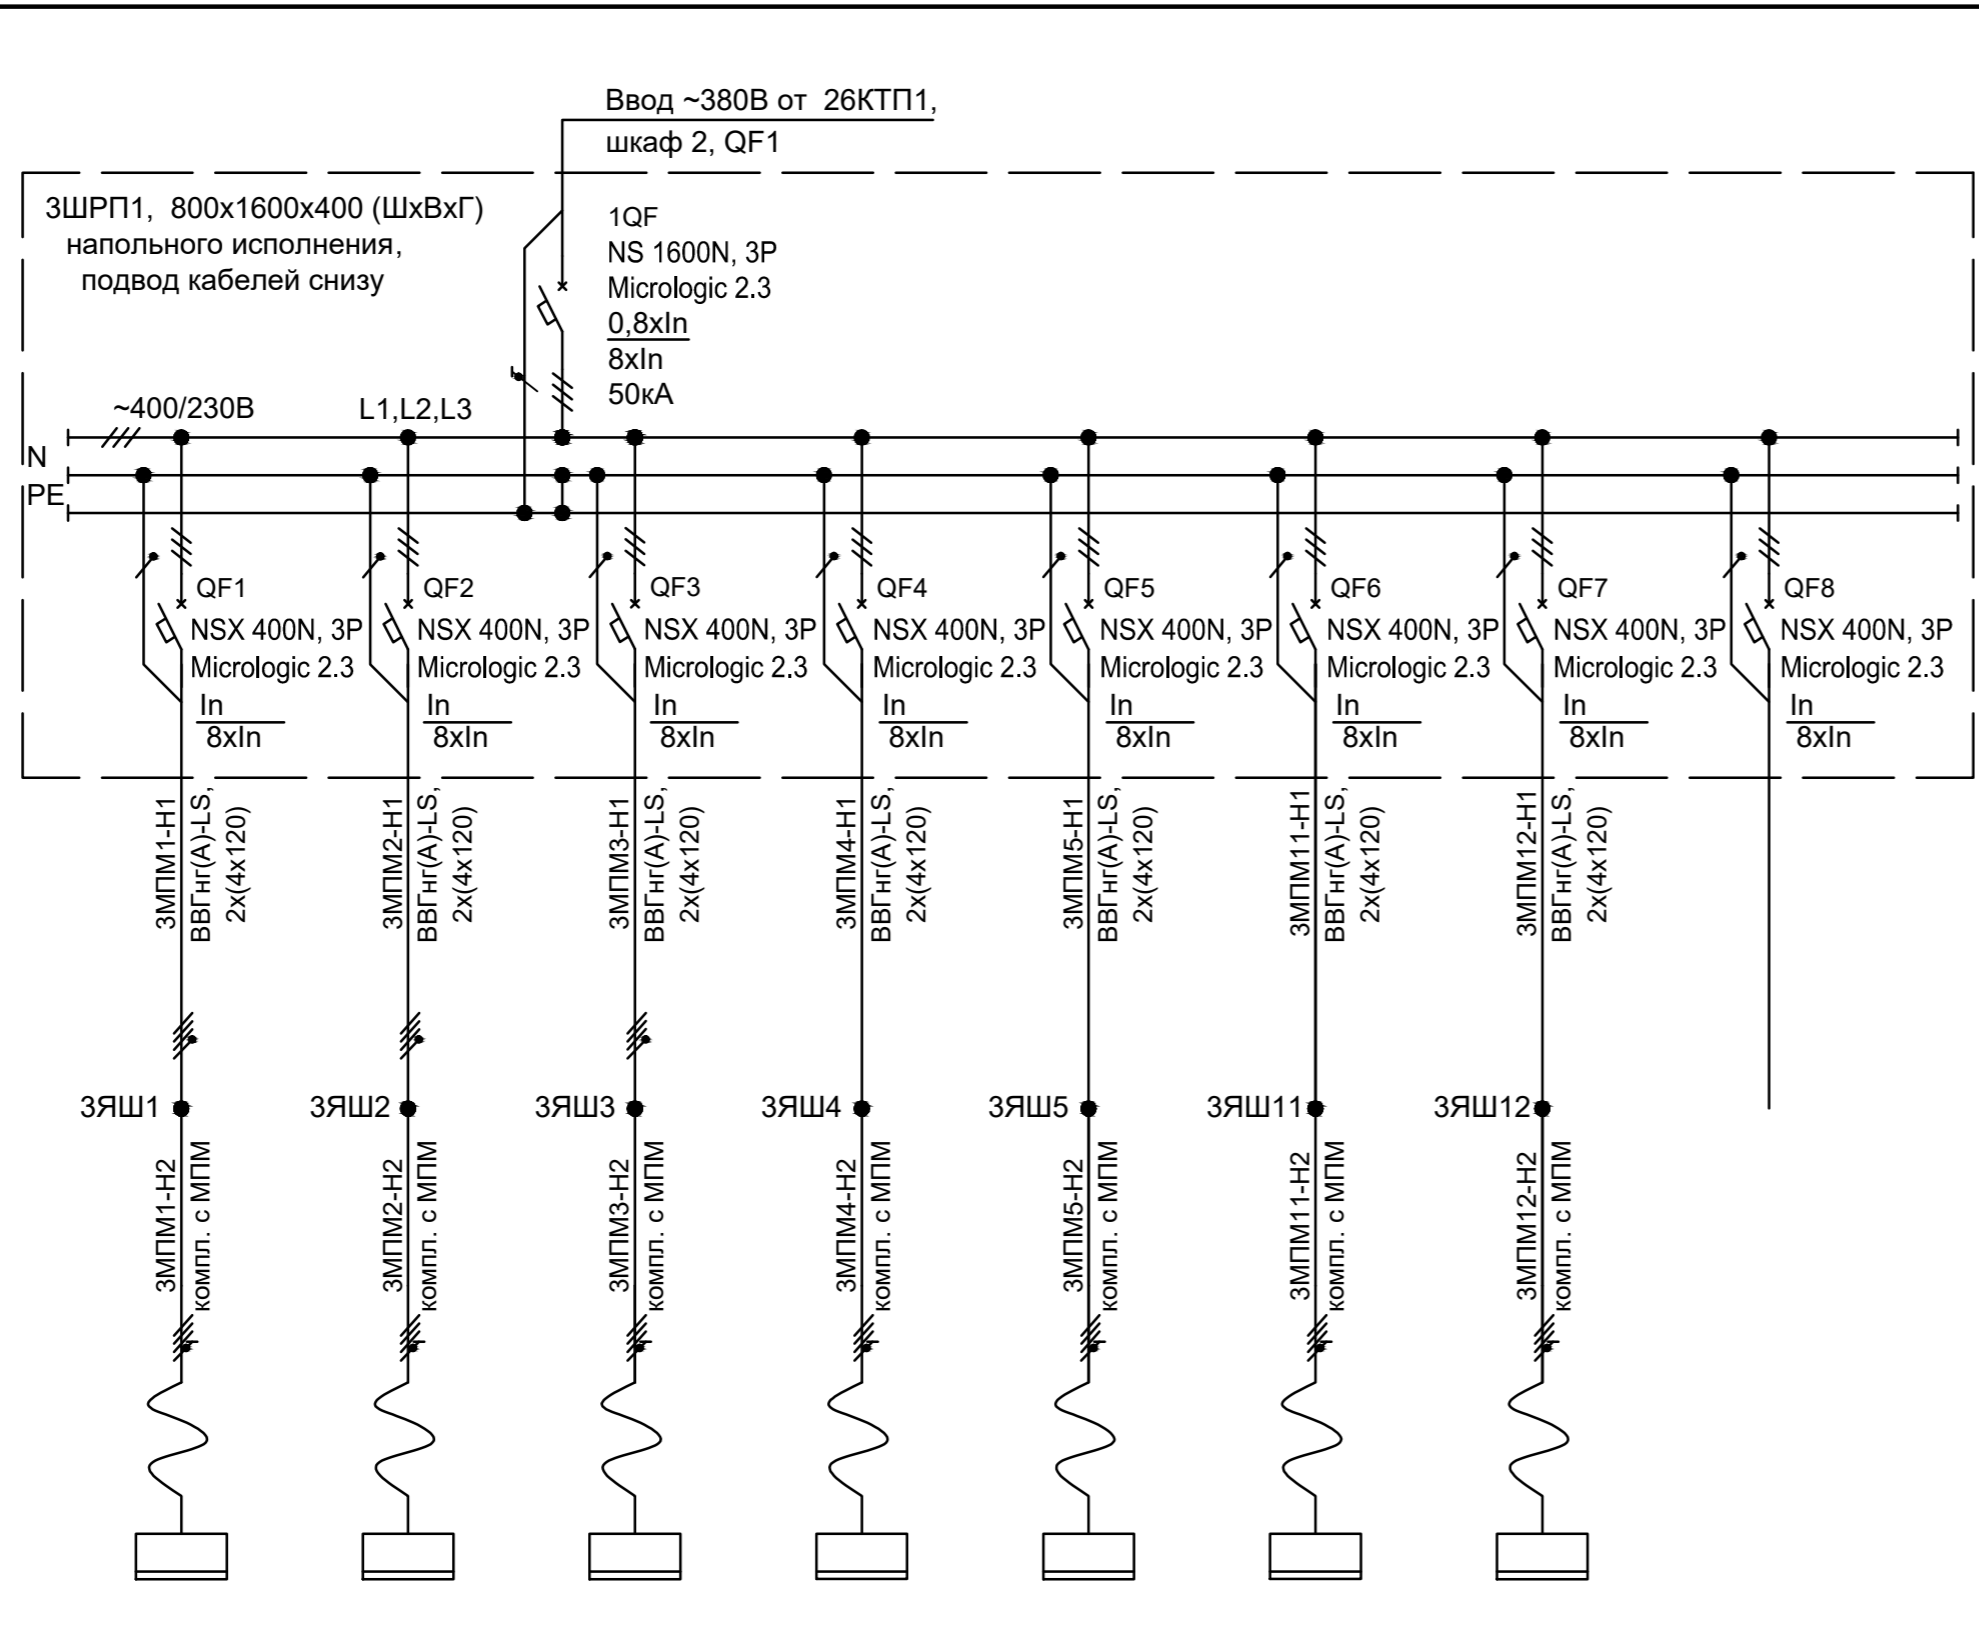 Ввод ~380В от 26КТП1,
шкаф 2, QF1
3ШРП1, 800x1600x400 (ШхВхГ)
напольного исполнения,
подвод кабелей снизу
1QF
NS 1600N, 3P
Micrologic 2.3
0,8xIn
8xIn
50кА
~400/230В
L1,L2,L3
N
PE
QF1
NSX 400N, 3P
Micrologic 2.3
In
8xIn
QF2
NSX 400N, 3P
Micrologic 2.3
In
8xIn
QF3
NSX 400N, 3P
Micrologic 2.3
In
8xIn
QF4
NSX 400N, 3P
Micrologic 2.3
In
8xIn
QF5
NSX 400N, 3P
Micrologic 2.3
In
8xIn
QF6
NSX 400N, 3P
Micrologic 2.3
In
8xIn
QF7
NSX 400N, 3P
Micrologic 2.3
In
8xIn
QF8
NSX 400N, 3P
Micrologic 2.3
In
8xIn
3МПМ1-Н1
ВВГнг(А)-LS,
2x(4x120)
3МПМ2-Н1
ВВГнг(А)-LS,
2x(4x120)
3МПМ3-Н1
ВВГнг(А)-LS,
2x(4x120)
3МПМ4-Н1
ВВГнг(А)-LS,
2x(4x120)
3МПМ5-Н1
ВВГнг(А)-LS,
2x(4x120)
3МПМ11-Н1
ВВГнг(А)-LS,
2x(4x120)
3МПМ12-Н1
ВВГнг(А)-LS,
2x(4x120)
3ЯШ1
3ЯШ2
3ЯШ3
3ЯШ4
3ЯШ5
3ЯШ11
3ЯШ12
3МПМ1-Н2
компл. с МПМ
3МПМ2-Н2
компл. с МПМ
3МПМ3-Н2
компл. с МПМ
3МПМ4-Н2
компл. с МПМ
3МПМ5-Н2
компл. с МПМ
3МПМ11-Н2
компл. с МПМ
3МПМ12-Н2
компл. с МПМ